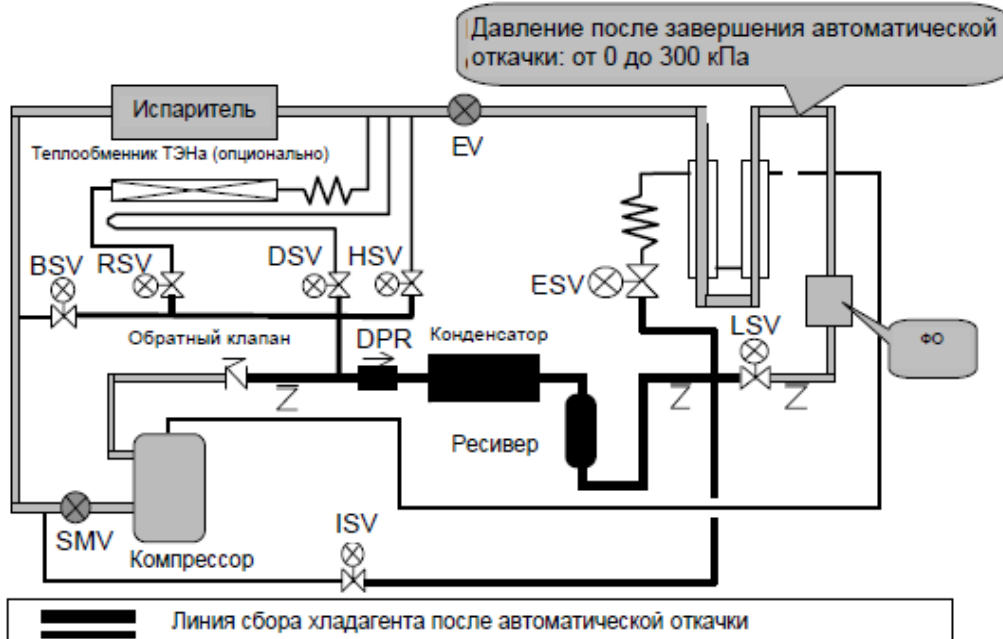 Давление после завершения автоматической
откачки: от 0 до 300 кПа
Испаритель
EV
Теплообменник ТЭНа (опционально)
BSV
RSV
DSV
HSV
ESV
LSV
ФО
Обратный клапан
DPR
Конденсатор
Ресивер
SMV
Компрессор
ISV
Линия сбора хладагента после автоматической откачки